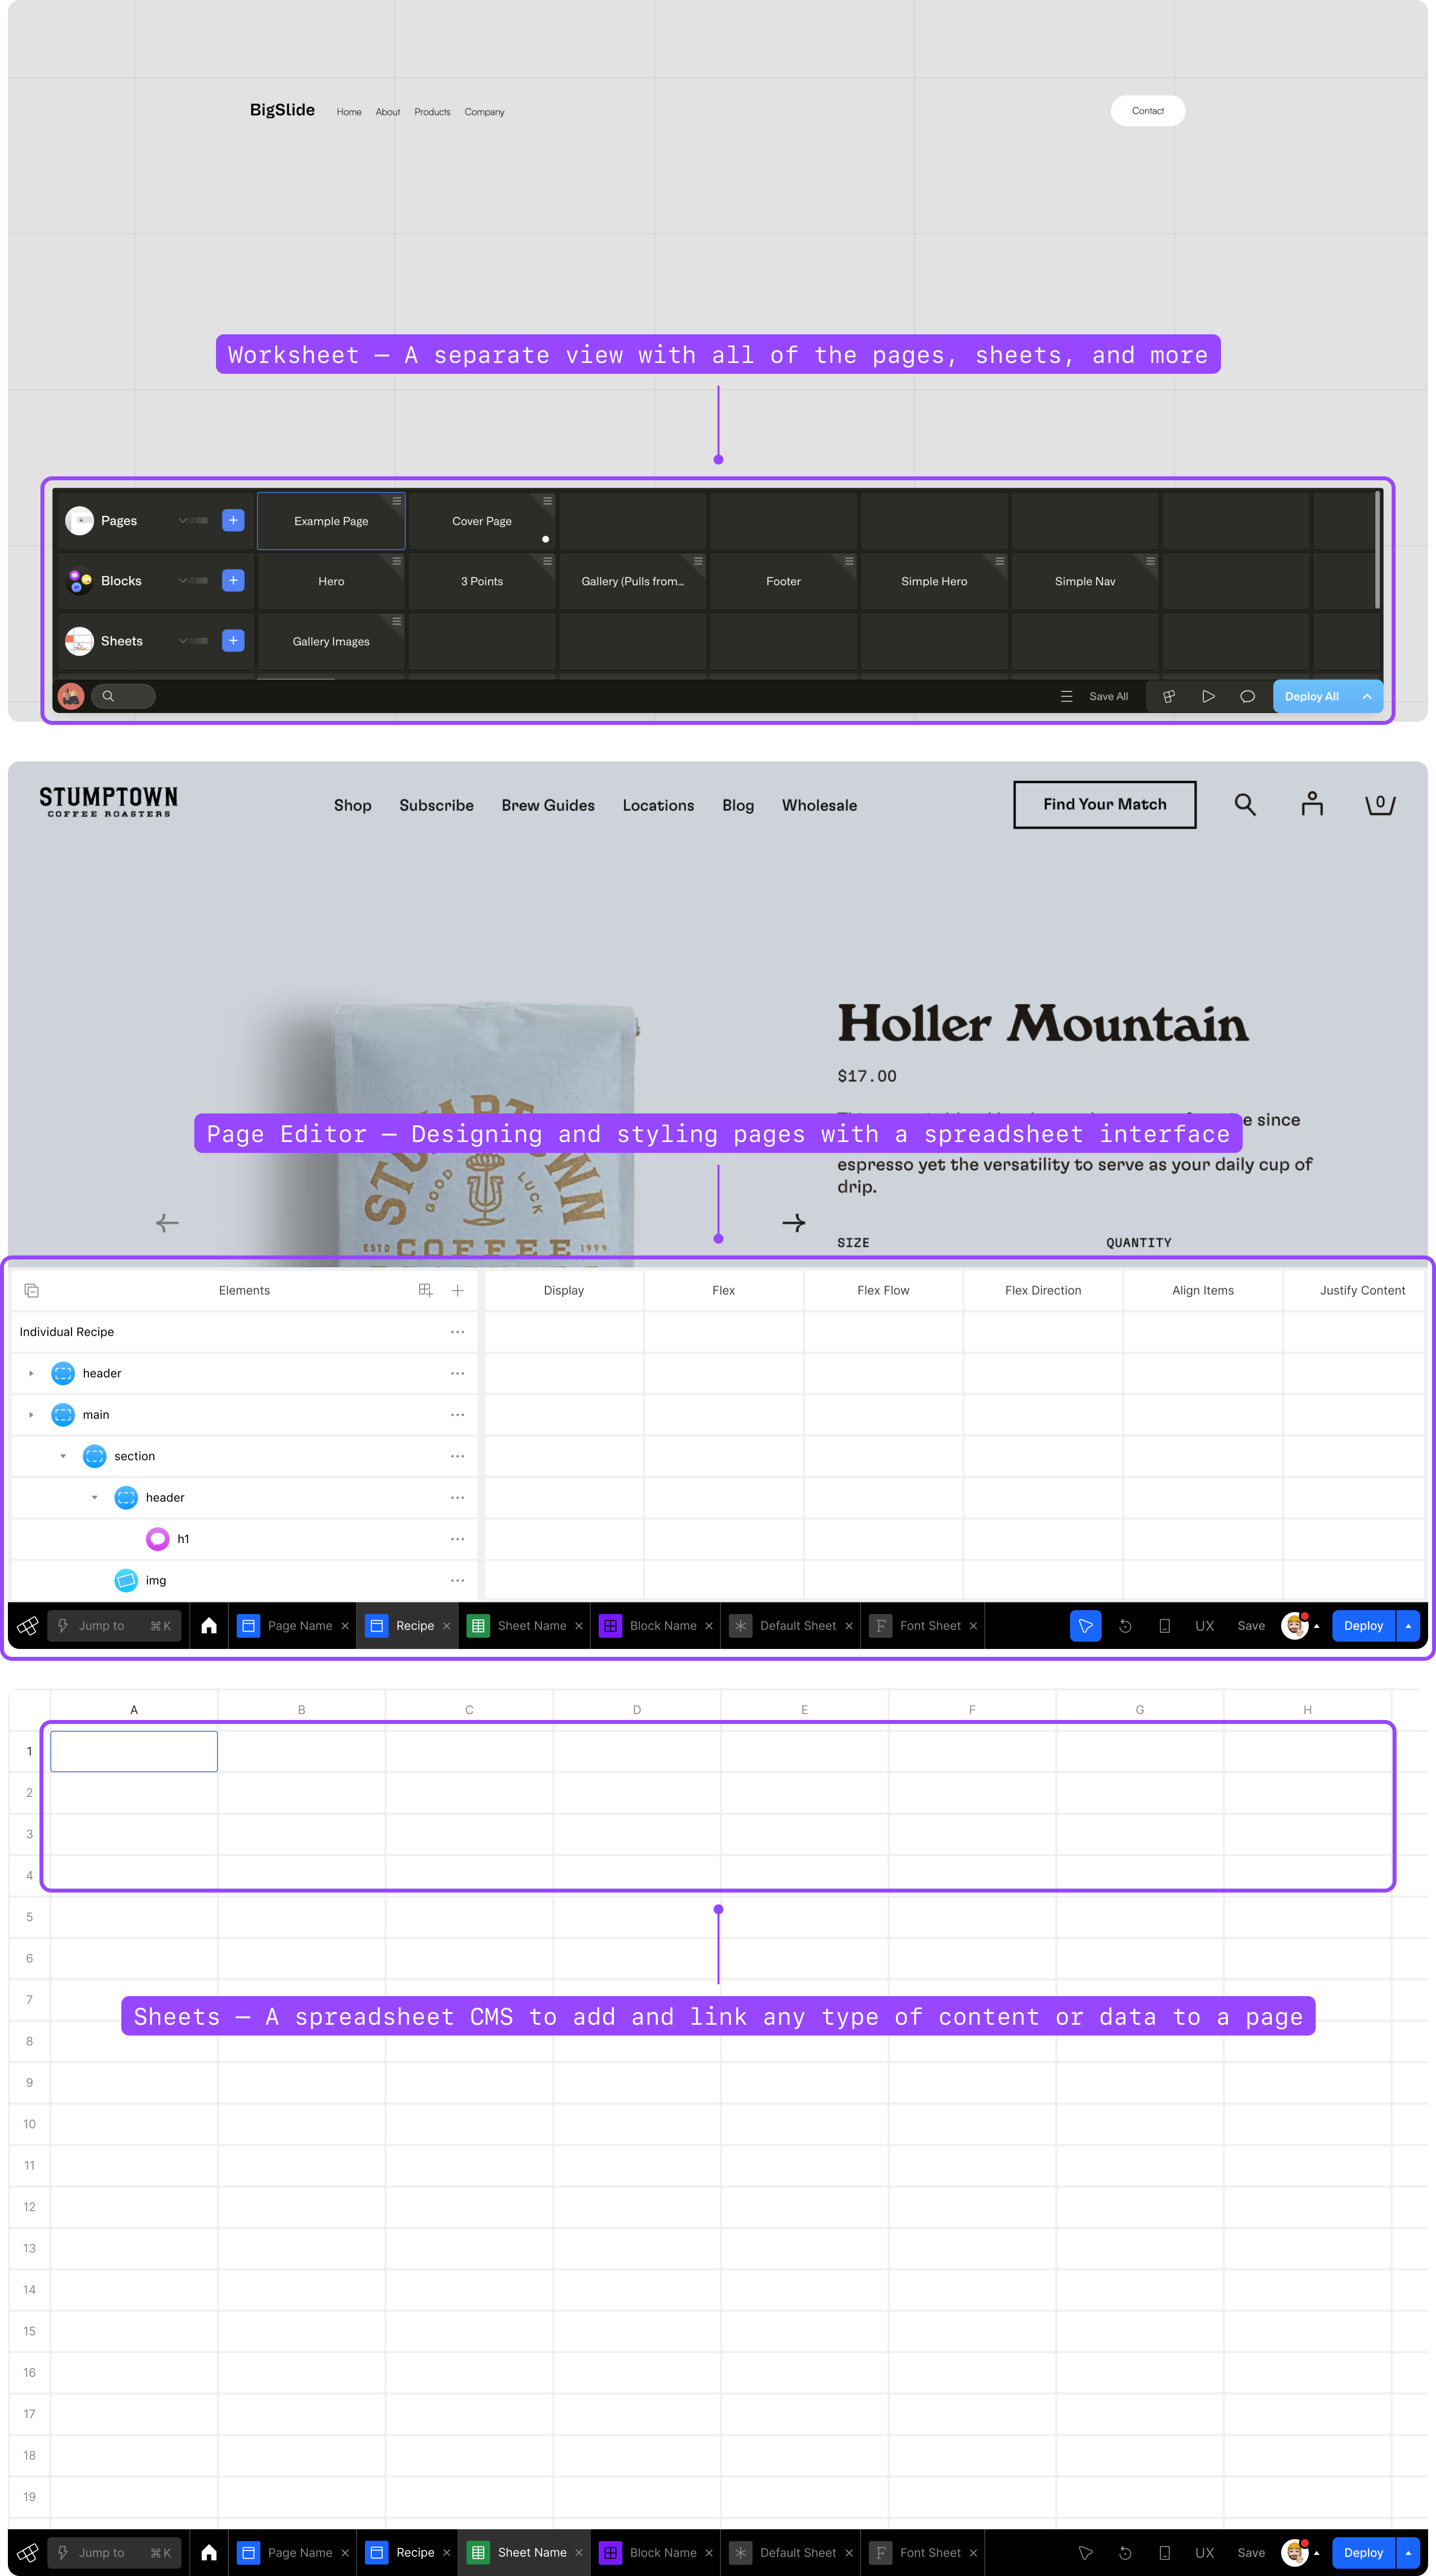 BigSlide Home About Products Company Contact
Worksheet — A separate view with all of the pages, sheets, and more
Pages Example Page Cover Page
Blocks Hero 3 Points Gallery (Pulls from... Footer Simple Hero Simple Nav
Sheets Gallery Images
Save All Deploy All
STUMPTOWN
COFFEE ROASTERS
Shop Subscribe Brew Guides Locations Blog Wholesale Find Your Match 0
Holler Mountain
$17.00
e since
Page Editor — Designing and styling pages with a spreadsheet interface
espresso yet the versatility to serve as your daily cup of
drip.
GOOD LUCK
ESTD COFFEE 1999
SIZE QUANTITY
Elements Display Flex Flex Flow Flex Direction Align Items Justify Content
Individual Recipe
header
main
section
header
h1
img
Jump to ⌘K Page Name Recipe Sheet Name Block Name Default Sheet Font Sheet UX Save Deploy
A B C D E F G H
1
2
3
4
5
6
7
Sheets — A spreadsheet CMS to add and link any type of content or data to a page
8
9
10
11
12
13
14
15
16
17
18
19
Jump to ⌘K Page Name Recipe Sheet Name Block Name Default Sheet Font Sheet UX Save Deploy